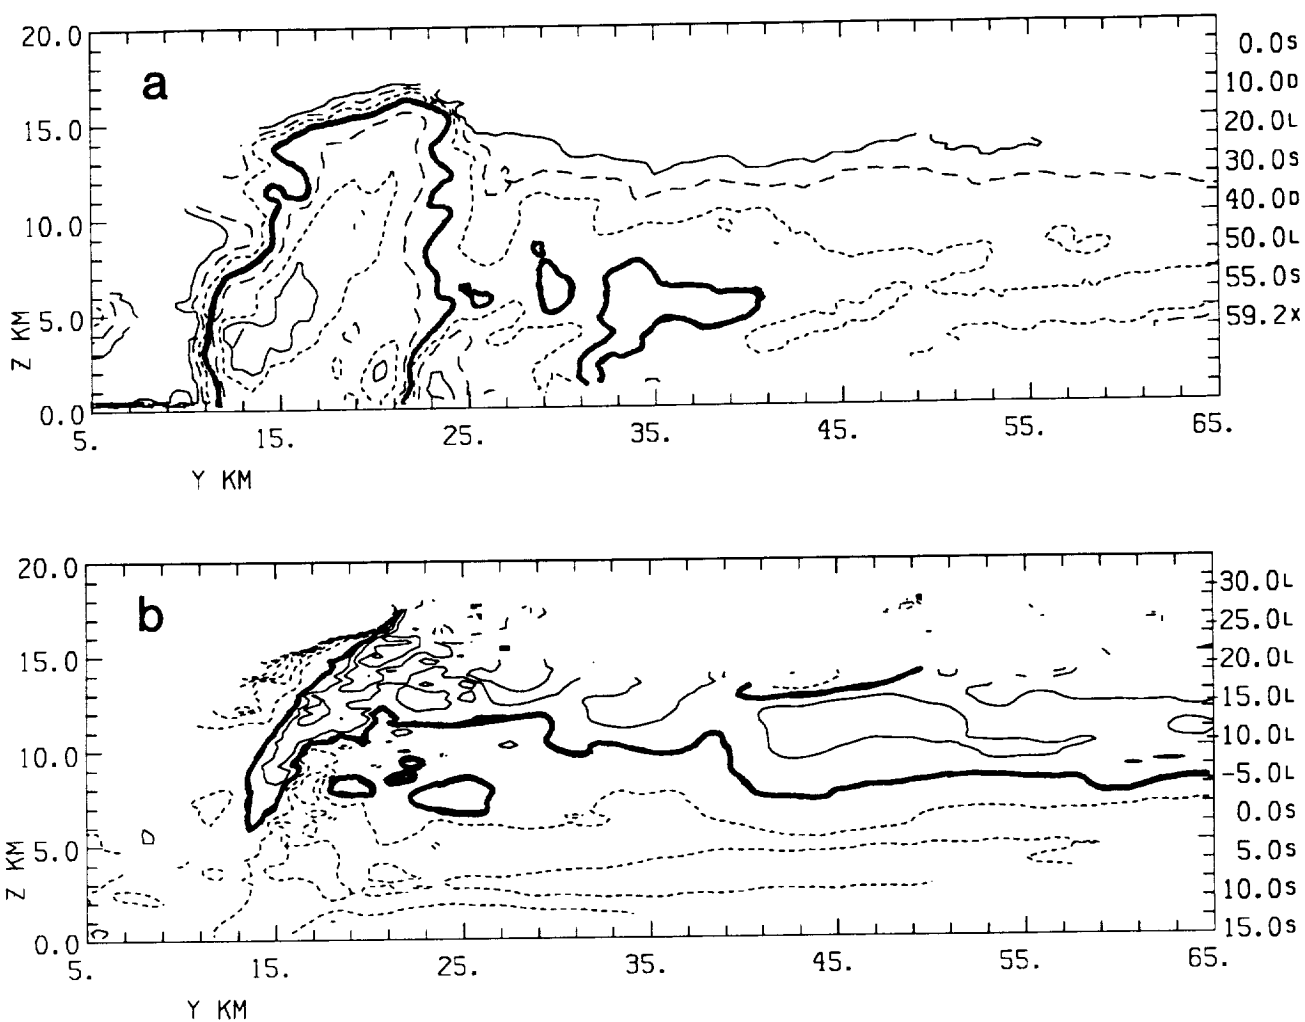 a
20.0
15.0
10.0
5.0
0.0
Z KM
5. 15. 25. 35. 45. 55. 65.
Y KM
0.0S
10.0D
20.0L
30.0S
40.0D
50.0L
55.0S
59.2X
b
20.0
15.0
10.0
5.0
0.0
Z KM
5. 15. 25. 35. 45. 55. 65.
Y KM
30.0L
25.0L
20.0L
15.0L
10.0L
-5.0L
0.0S
5.0S
10.0S
15.0S